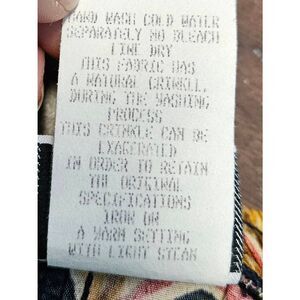 HAND WASH COLD WATER
SEPARATELY NO BLEACH
LINE DRY
THIS FABRIC HAS
A NATURAL CRINKLE,
DURING THE WASHING
PROCESS
THIS CRINKLE CAN BE
EXAGERATED
IN ORDER TO RETAIN
THE ORIGINAL
SPECIFICATIONS
IRON ON
A WARM SETTING
WITH LIGHT STEAM